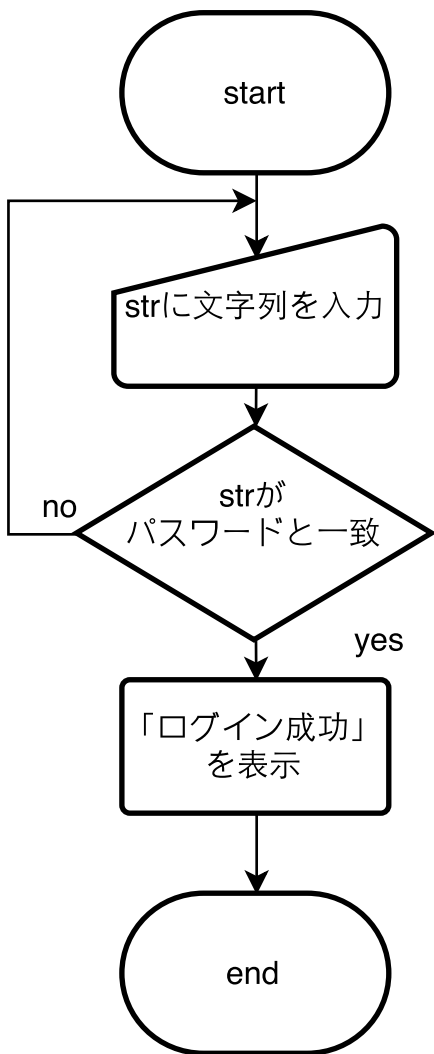 start
strに文字列を入力
strが
パスワードと一致
no
yes
「ログイン成功」
を表示
end